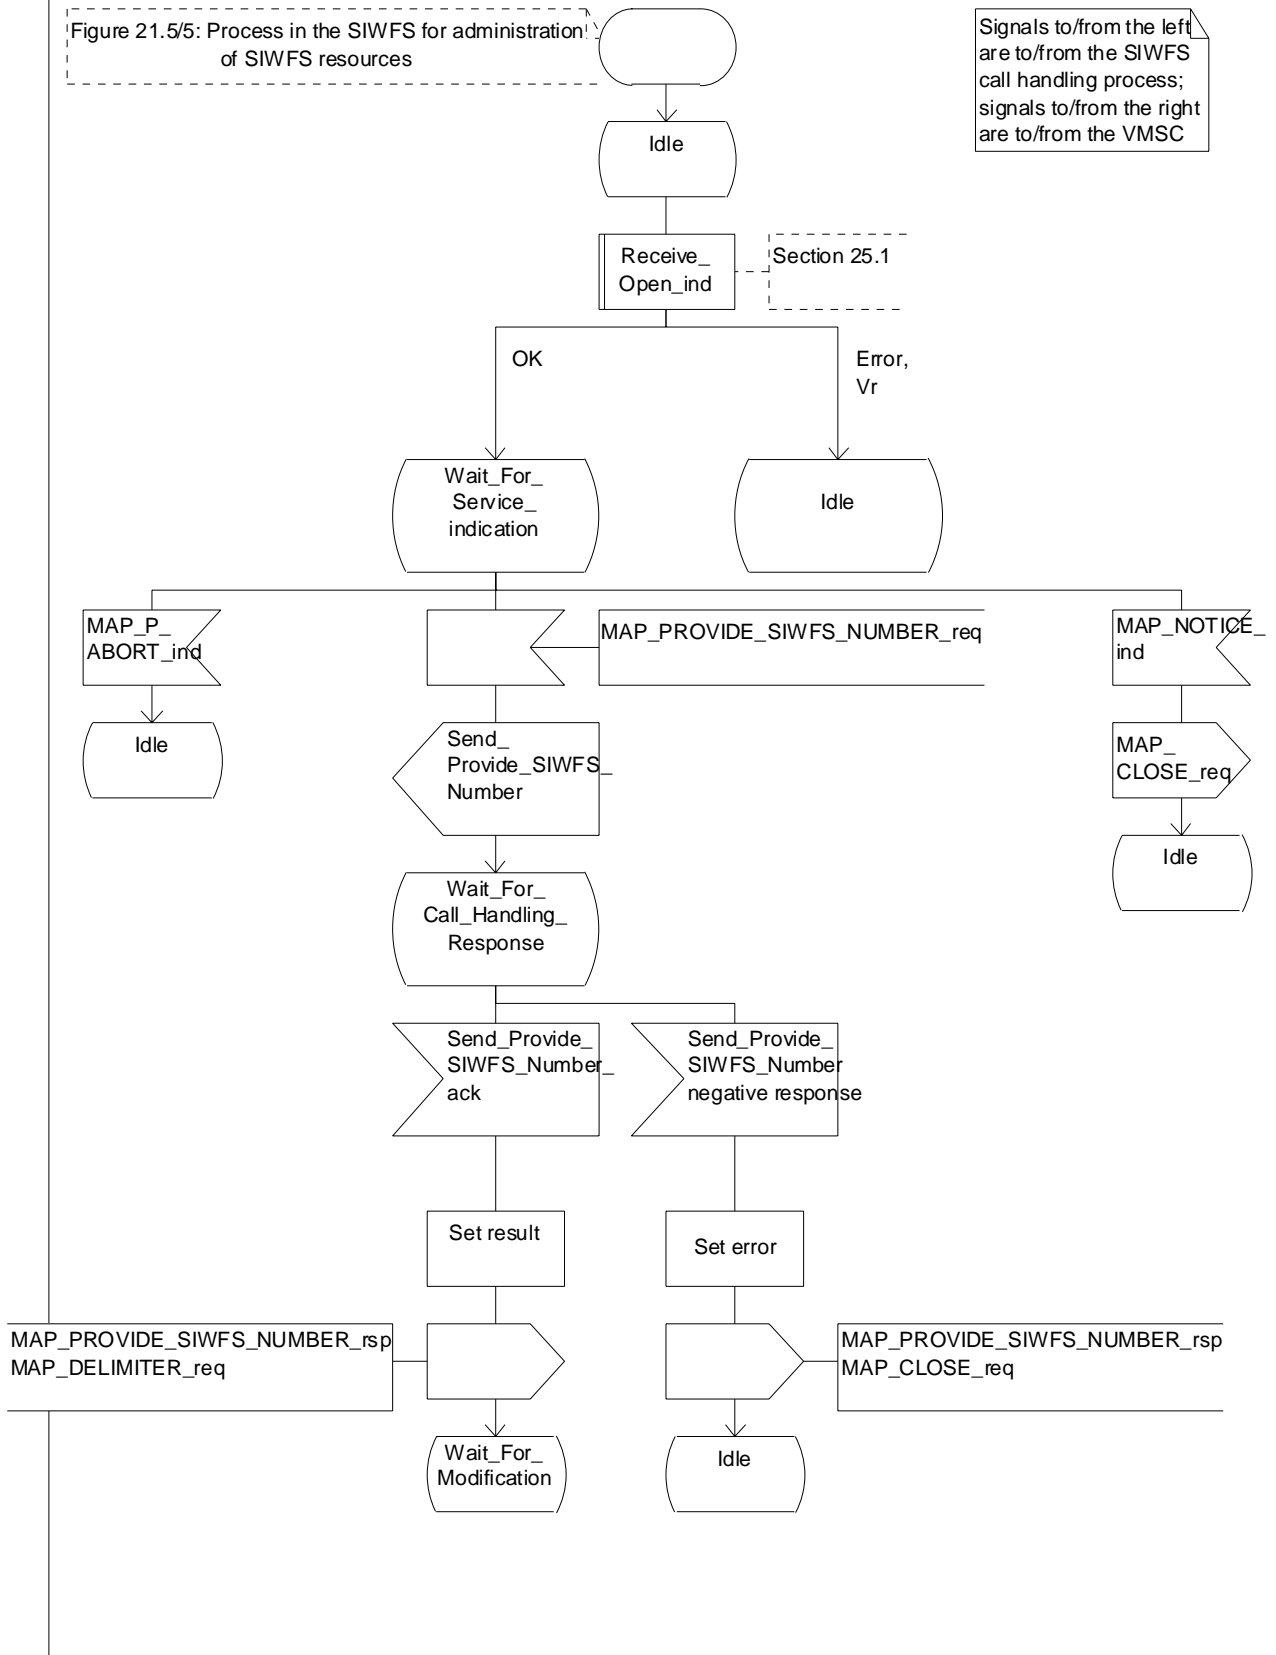 Figure 21.5/5: Process in the SIWFS for administration
of SIWFS resources
Signals to/from the left
are to/from the SIWFS
call handling process;
signals to/from the right
are to/from the VMSC
Idle
Receive_
Open_ind
Section 25.1
OK
Error,
Vr
Wait_For_
Service_
indication
Idle
MAP_P_
ABORT_ind
MAP_PROVIDE_SIWFS_NUMBER_req
MAP_NOTICE_
ind
Idle
Send_
Provide_SIWFS_
Number
MAP_
CLOSE_req
Idle
Wait_For_
Call_Handling_
Response
Send_Provide_
SIWFS_Number_
ack
Send_Provide_
SIWFS_Number
negative response
Set result
Set error
MAP_PROVIDE_SIWFS_NUMBER_rsp
MAP_DELIMITER_req
MAP_PROVIDE_SIWFS_NUMBER_rsp
MAP_CLOSE_req
Wait_For_
Modification
Idle